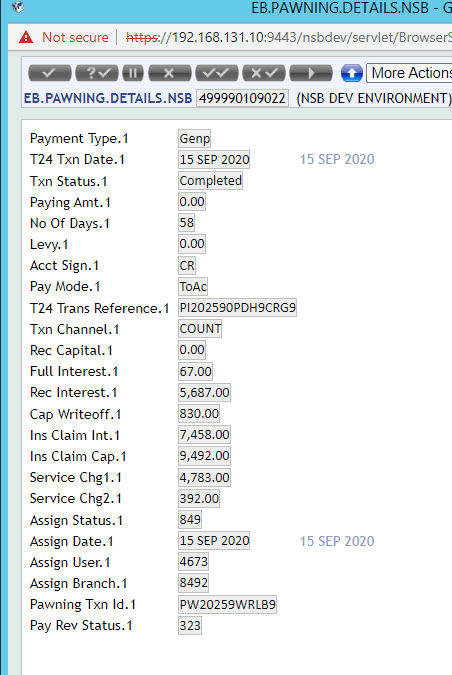 EB.PAWNING.DETAILS.NSB - G
Not secure | https://192.168.131.10:9443/nsbdev/servlet/BrowserS
More Actions
EB.PAWNING.DETAILS.NSB 499990109022 (NSB DEV ENVIRONMENT)
Payment Type.1 Genp
T24 Txn Date.1 15 SEP 2020 15 SEP 2020
Txn Status.1 Completed
Paying Amt.1 0.00
No Of Days.1 58
Levy.1 0.00
Acct Sign.1 CR
Pay Mode.1 ToAc
T24 Trans Reference.1 PI202590PDH9CRG9
Txn Channel.1 COUNT
Rec Capital.1 0.00
Full Interest.1 67.00
Rec Interest.1 5,687.00
Cap Writeoff.1 830.00
Ins Claim Int.1 7,458.00
Ins Claim Cap.1 9,492.00
Service Chg1.1 4,783.00
Service Chg2.1 392.00
Assign Status.1 849
Assign Date.1 15 SEP 2020 15 SEP 2020
Assign User.1 4673
Assign Branch.1 8492
Pawning Txn Id.1 PW20259WRLB9
Pay Rev Status.1 323